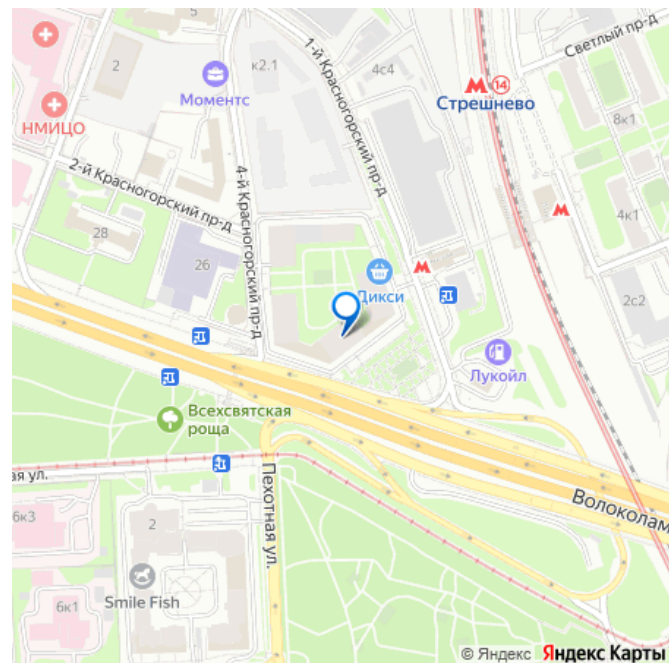 5
2
к2.1
Моментс
НМИЦО
1-й Красногорский пр-д
4с4
14
Стрешнево
Светлый пр-д
8к1
2-й Красногорский пр-д
4-й Красногорский пр-д
4к1
28
26
Дикси
2с2
Лукойл
Всехсвятская
роща
ая ул.
Пехотная ул.
Волоколам
6к3
2
Smile Fish
6к1
© Яндекс Яндекс Карты